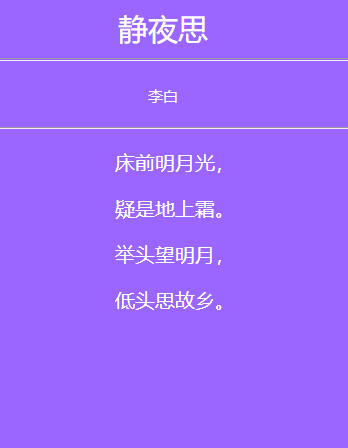 静夜思
李白
床前明月光，
疑是地上霜。
举头望明月，
低头思故乡。